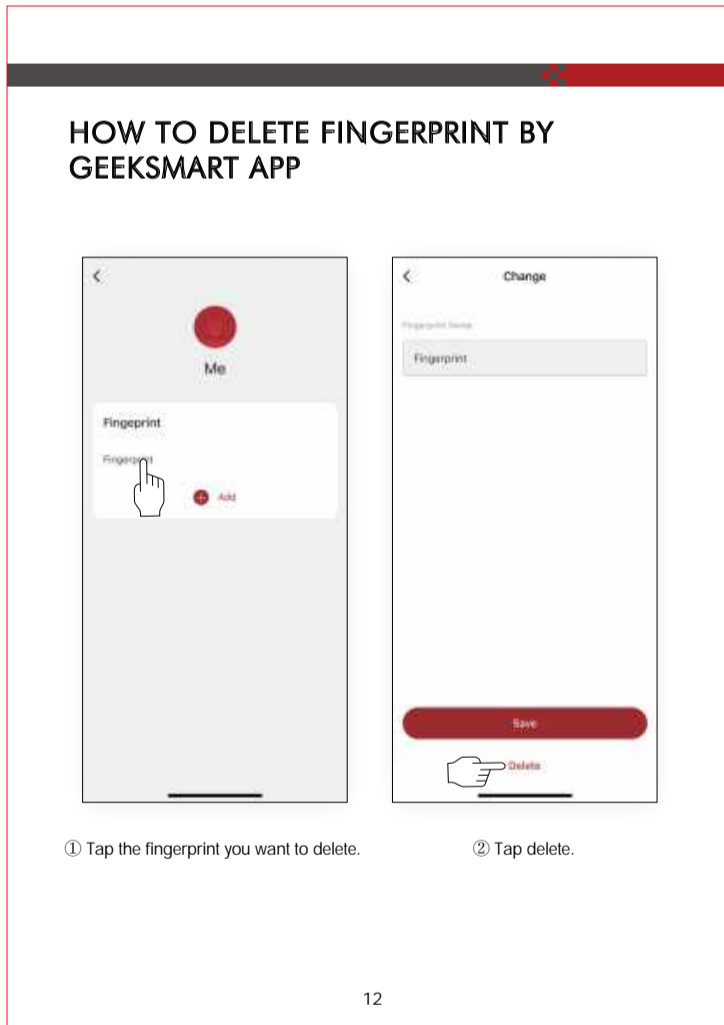 HOW TO DELETE FINGERPRINT BY
GEEKSMART APP
<
Me
Fingeprint
Fingerprint
Add
<
Change
Fingerprint Name
Fingerprint
Save
Delete
① Tap the fingerprint you want to delete.
② Tap delete.
12